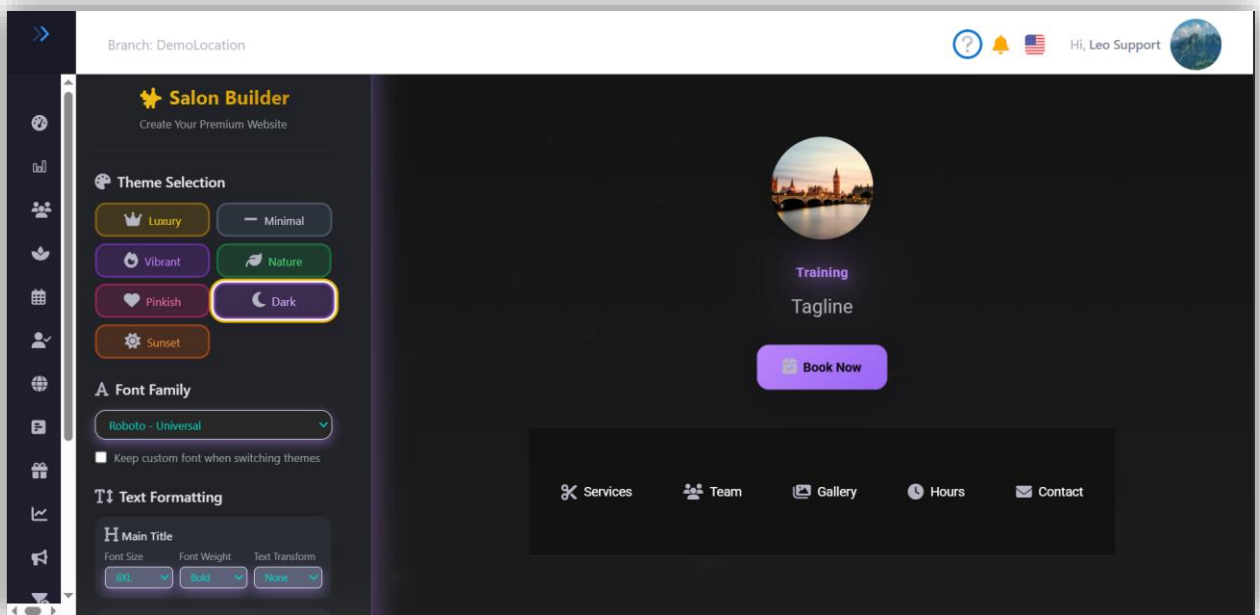 Branch: DemoLocation
?
Hi, Leo Support
Salon Builder
Create Your Premium Website
Theme Selection
Luxury
Minimal
Vibrant
Nature
Pinkish
Dark
Sunset
A Font Family
Roboto - Universal
Keep custom font when switching themes
Text Formatting
H Main Title
Font Size Font Weight Text Transform
6XL Bold None
Training
Tagline
Book Now
Services Team Gallery Hours Contact